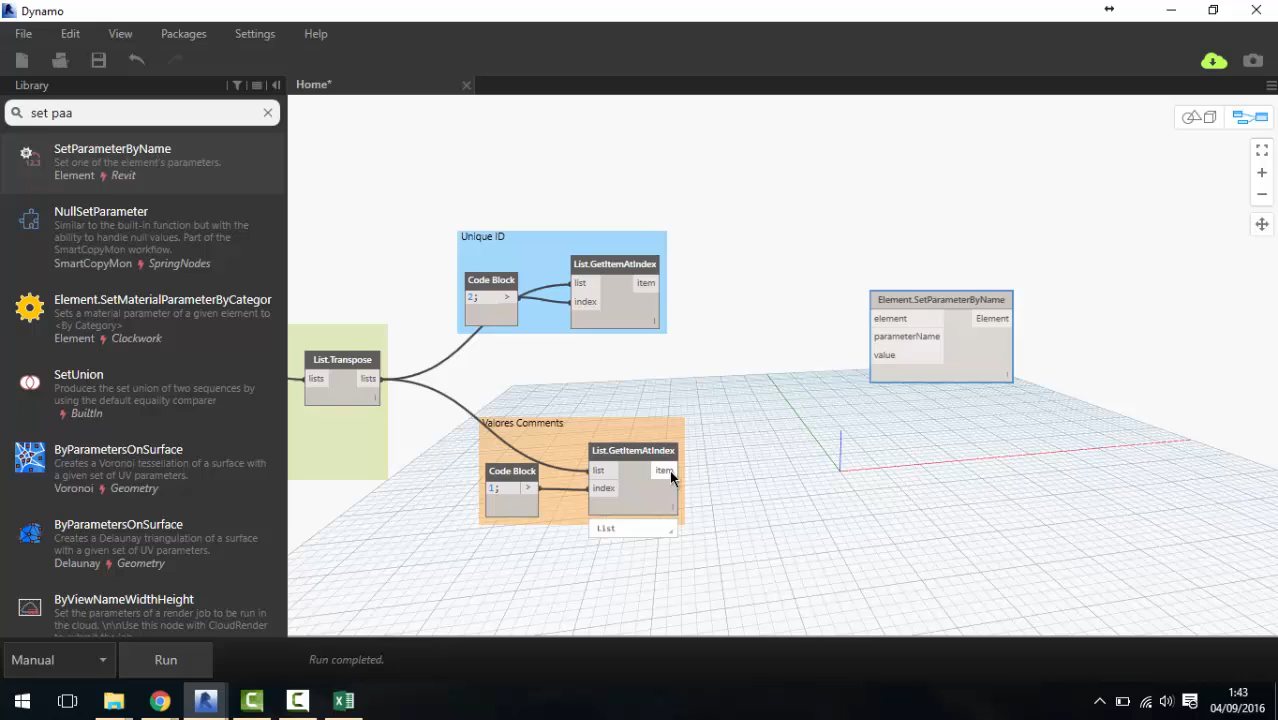 Dynamo
File Edit View Packages Settings Help
Library
Home*
set paa
SetParameterByName
Set one of the element's parameters.
Element Revit
NullSetParameter
Similar to the built-in function but with the
ability to handle null values. Part of the
SmartCopyMon workflow.
SmartCopyMon SpringNodes
Element.SetMaterialParameterByCategor
Sets a material parameter of a given element to
<By Category>
Element Clockwork
SetUnion
Produces the set union of two sequences by
using the default equality comparer
BuiltIn
ByParametersOnSurface
Creates a Voronoi tessellation of a surface
with a given set of UV parameters.
Voronoi Geometry
ByParametersOnSurface
Creates a Delaunay triangulation of a surface
with a given set of UV parameters.
Delaunay Geometry
ByViewNameWidthHeight
Set the parameters of a render job to be run in
the cloud. \n\nUse this node with CloudRender
List.Transpose
lists lists
Unique ID
Code Block
2; >
List.GetItemAtIndex
list item
index
Valores Comments
Code Block
1; >
List.GetItemAtIndex
list item
index
List
Element.SetParameterByName
element Element
parameterName
value
Manual Run Run completed.
1:43
04/09/2016